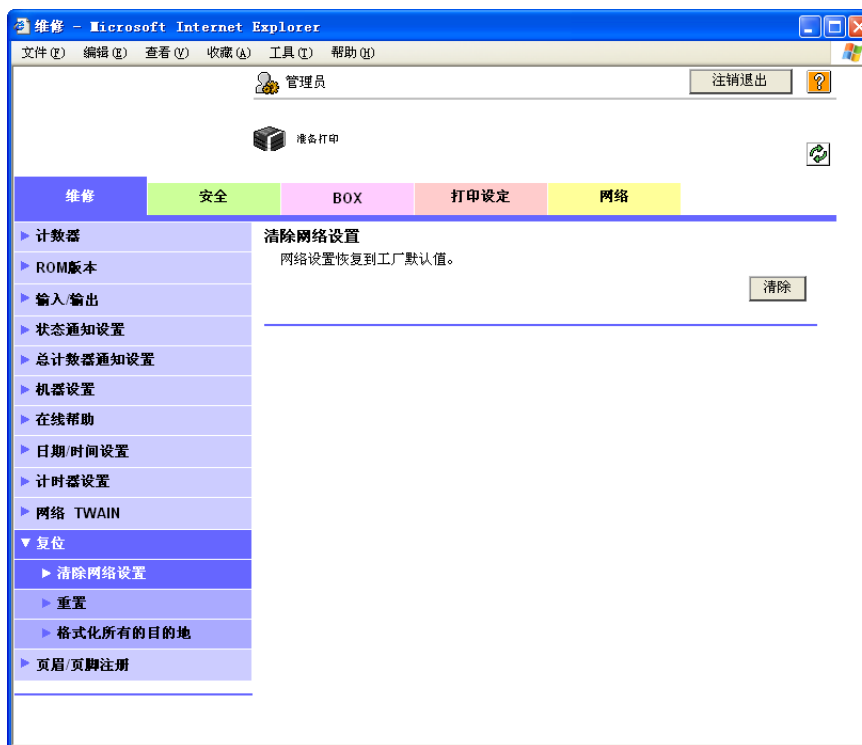 维修 - Microsoft Internet Explorer
文件(F) 编辑(E) 查看(V) 收藏(A) 工具(T) 帮助(H)
管理员
注销退出
?
准备打印
维修 安全 BOX 打印设定 网络
计数器
ROM版本
输入/输出
状态通知设置
总计数器通知设置
机器设置
在线帮助
日期/时间设置
计时器设置
网络 TWAIN
复位
清除网络设置
重置
格式化所有的目的地
页眉/页脚注册
清除网络设置
网络设置恢复到工厂默认值。
清除